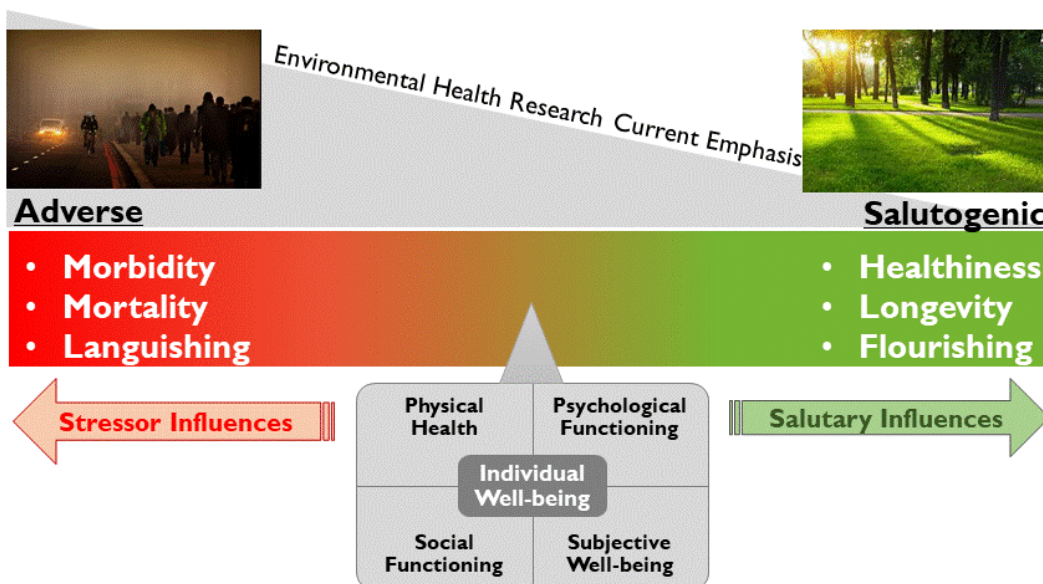 Environmental Health Research Current Emphasis
Adverse
Salutogenic
• Morbidity
• Mortality
• Languishing
• Healthiness
• Longevity
• Flourishing
Stressor Influences
Salutary Influences
Physical
Health
Psychological
Functioning
Individual
Well-being
Social
Functioning
Subjective
Well-being